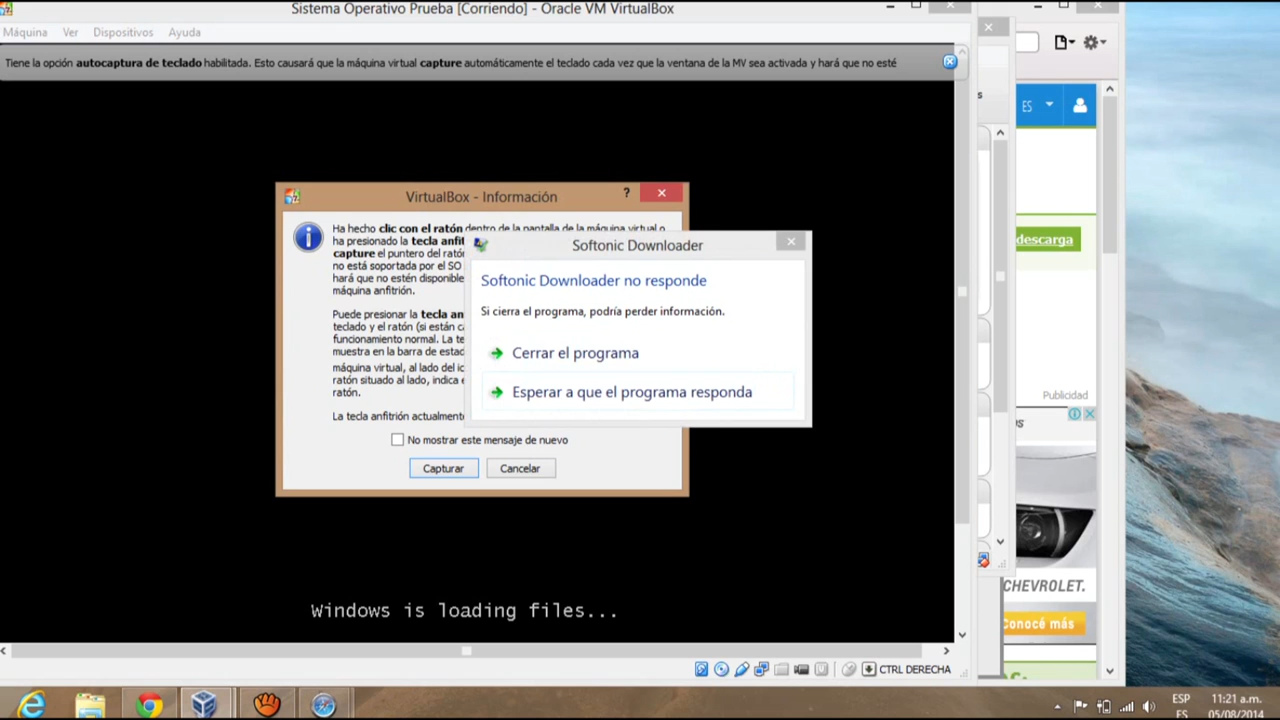 Sistema Operativo Prueba [Corriendo] - Oracle VM VirtualBox
Máquina Ver Dispositivos Ayuda
Tiene la opción autocaptura de teclado habilitada. Esto causará que la máquina virtual capture automáticamente el teclado cada vez que la ventana de la MV sea activada y hará que no esté
VirtualBox - Información
?
Ha hecho clic con el ratón dentro de la pantalla de la máquina virtual o
ha presionado la tecla anfit
capture el puntero del rató
no está soportada por el SO
hará que no estén disponible
máquina anfitrión.
Puede presionar la tecla an
teclado y el ratón (si están ca
funcionamiento normal. La te
muestra en la barra de estad
máquina virtual, al lado del ic
ratón situado al lado, indica e
ratón.
La tecla anfitrión actualmente
No mostrar este mensaje de nuevo
Capturar Cancelar
Softonic Downloader
Softonic Downloader no responde
Si cierra el programa, podría perder información.
Cerrar el programa
Esperar a que el programa responda
Windows is loading files...
CTRL DERECHA
s
ES
descarga
Publicidad
us
CHEVROLET.
Conocé más
ESP
ES
11:21 a.m.
05/08/2014